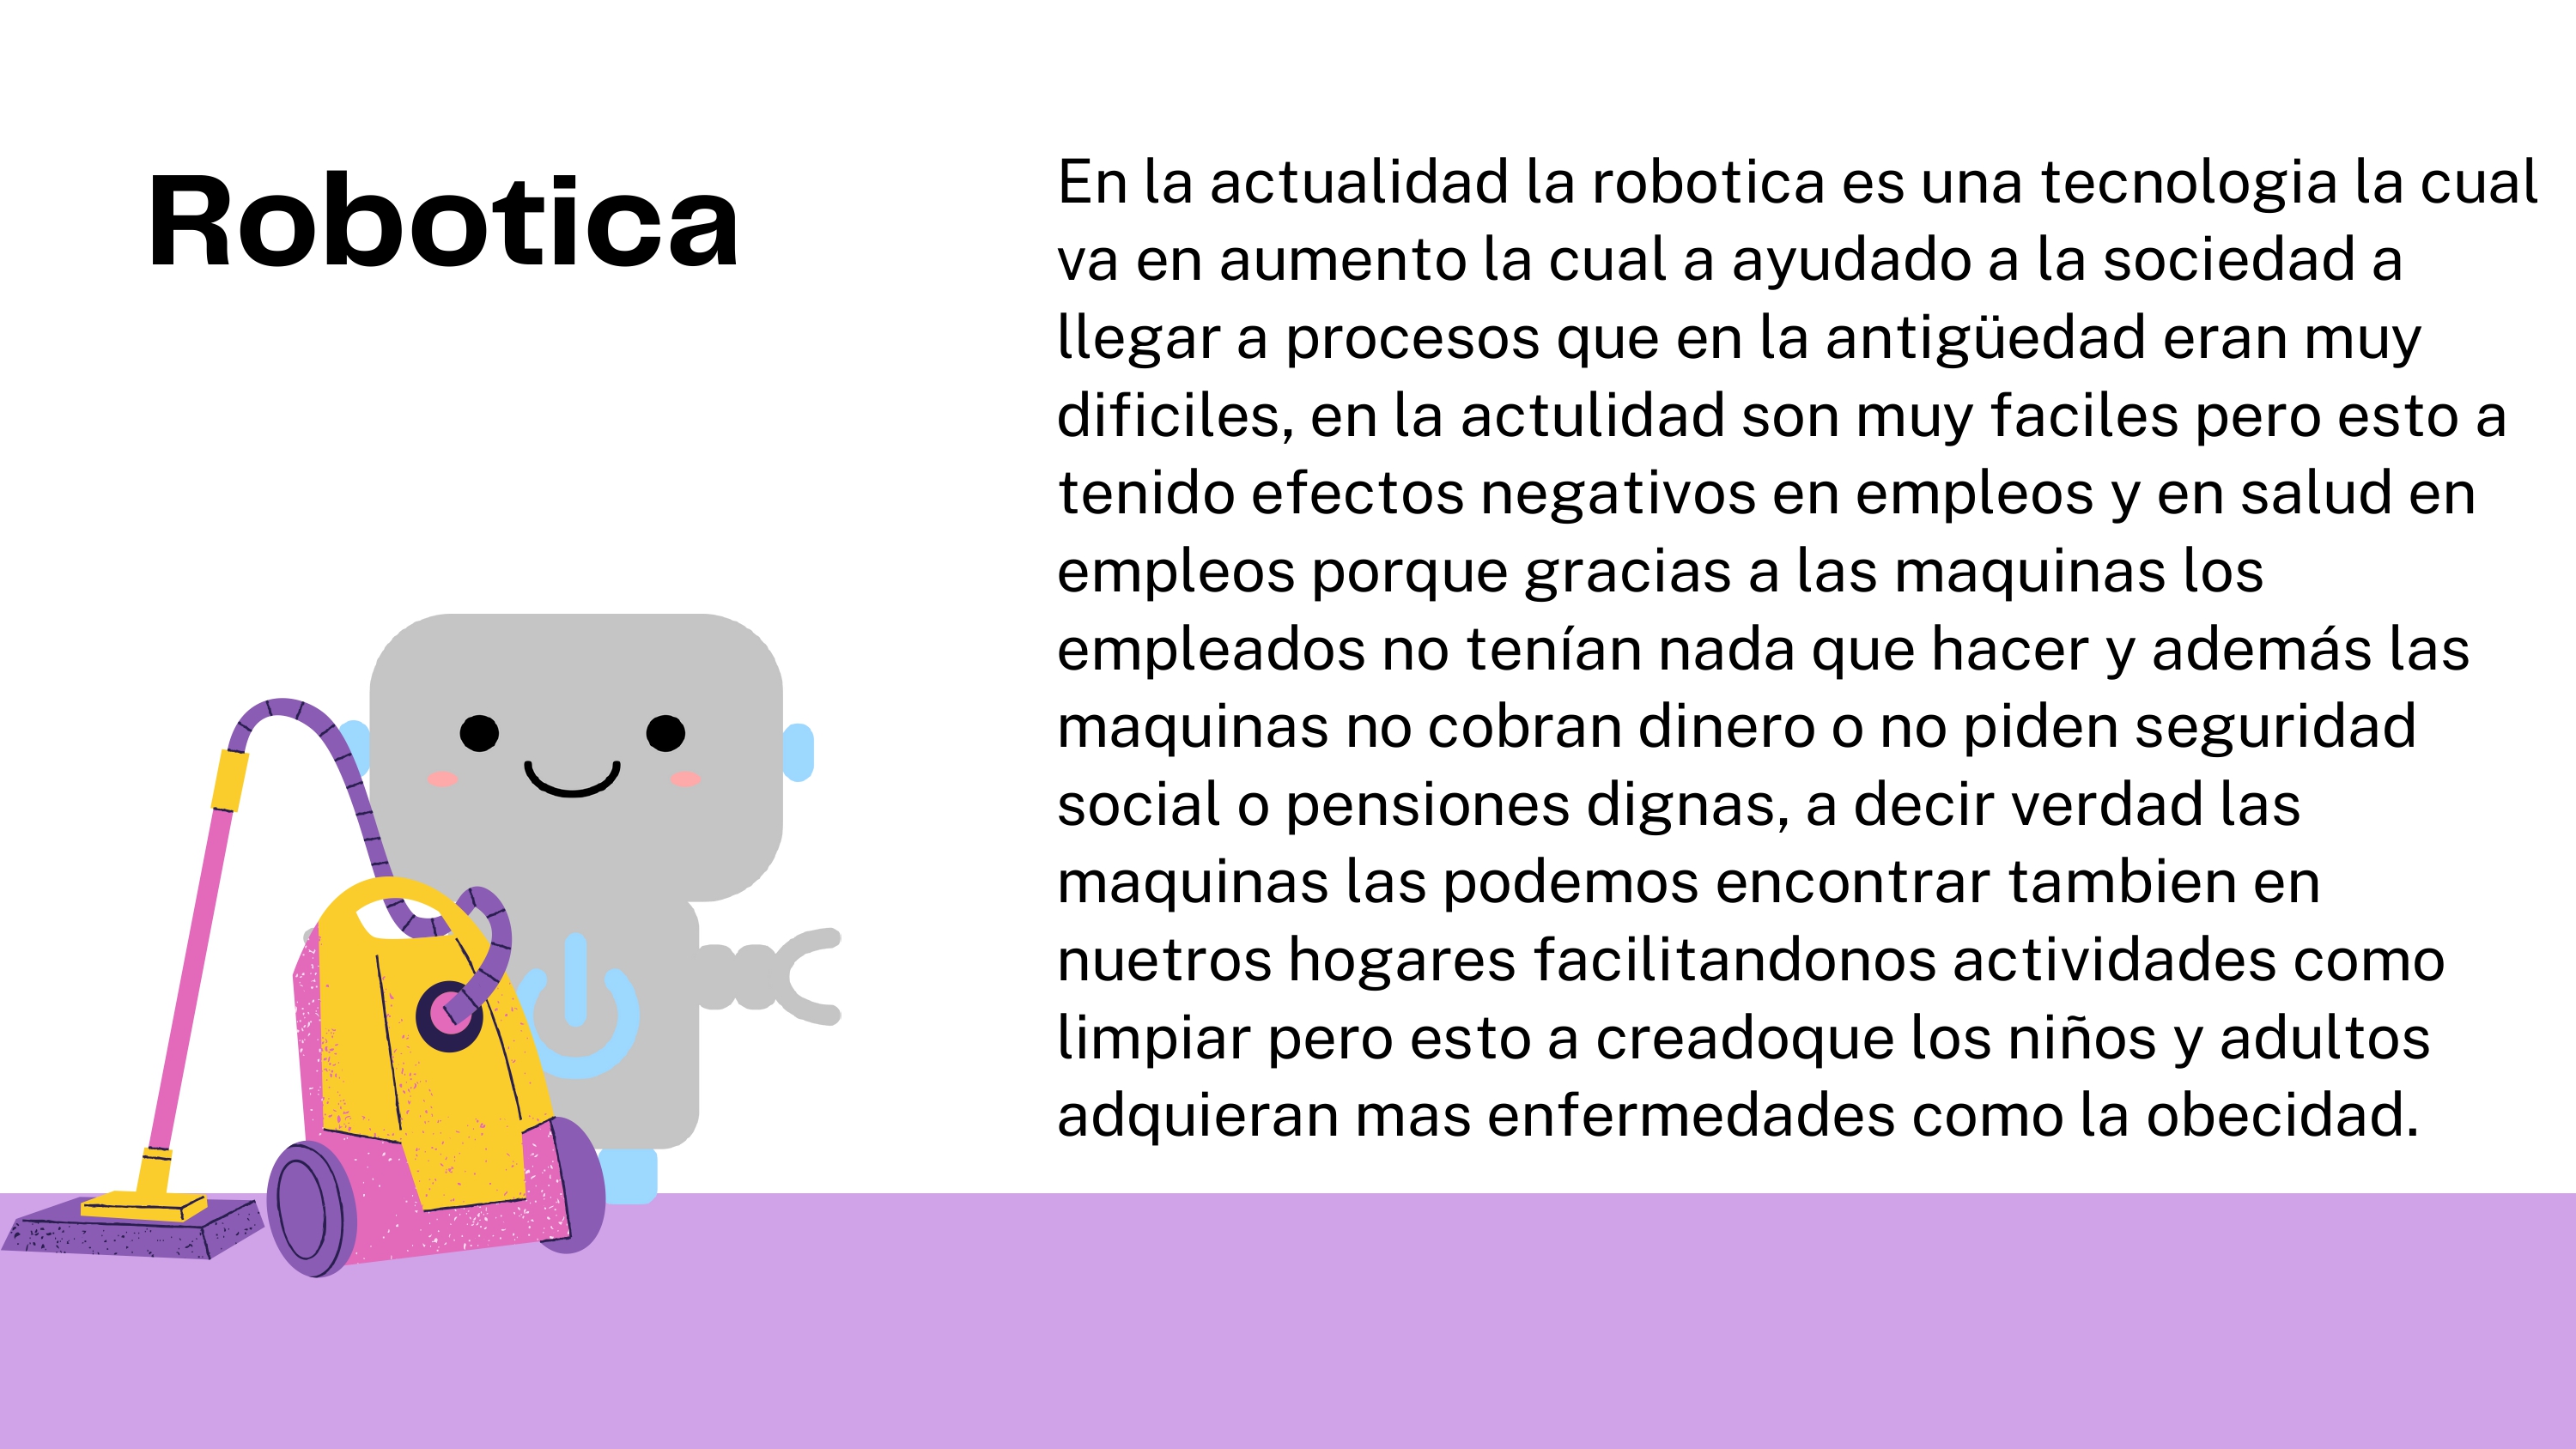 Robotica
En la actualidad la robotica es una tecnologia la cual
va en aumento la cual a ayudado a la sociedad a
llegar a procesos que en la antigüedad eran muy
dificiles, en la actulidad son muy faciles pero esto a
tenido efectos negativos en empleos y en salud en
empleos porque gracias a las maquinas los
empleados no tenían nada que hacer y además las
maquinas no cobran dinero o no piden seguridad
social o pensiones dignas, a decir verdad las
maquinas las podemos encontrar tambien en
nuetros hogares facilitandonos actividades como
limpiar pero esto a creadoque los niños y adultos
adquieran mas enfermedades como la obecidad.